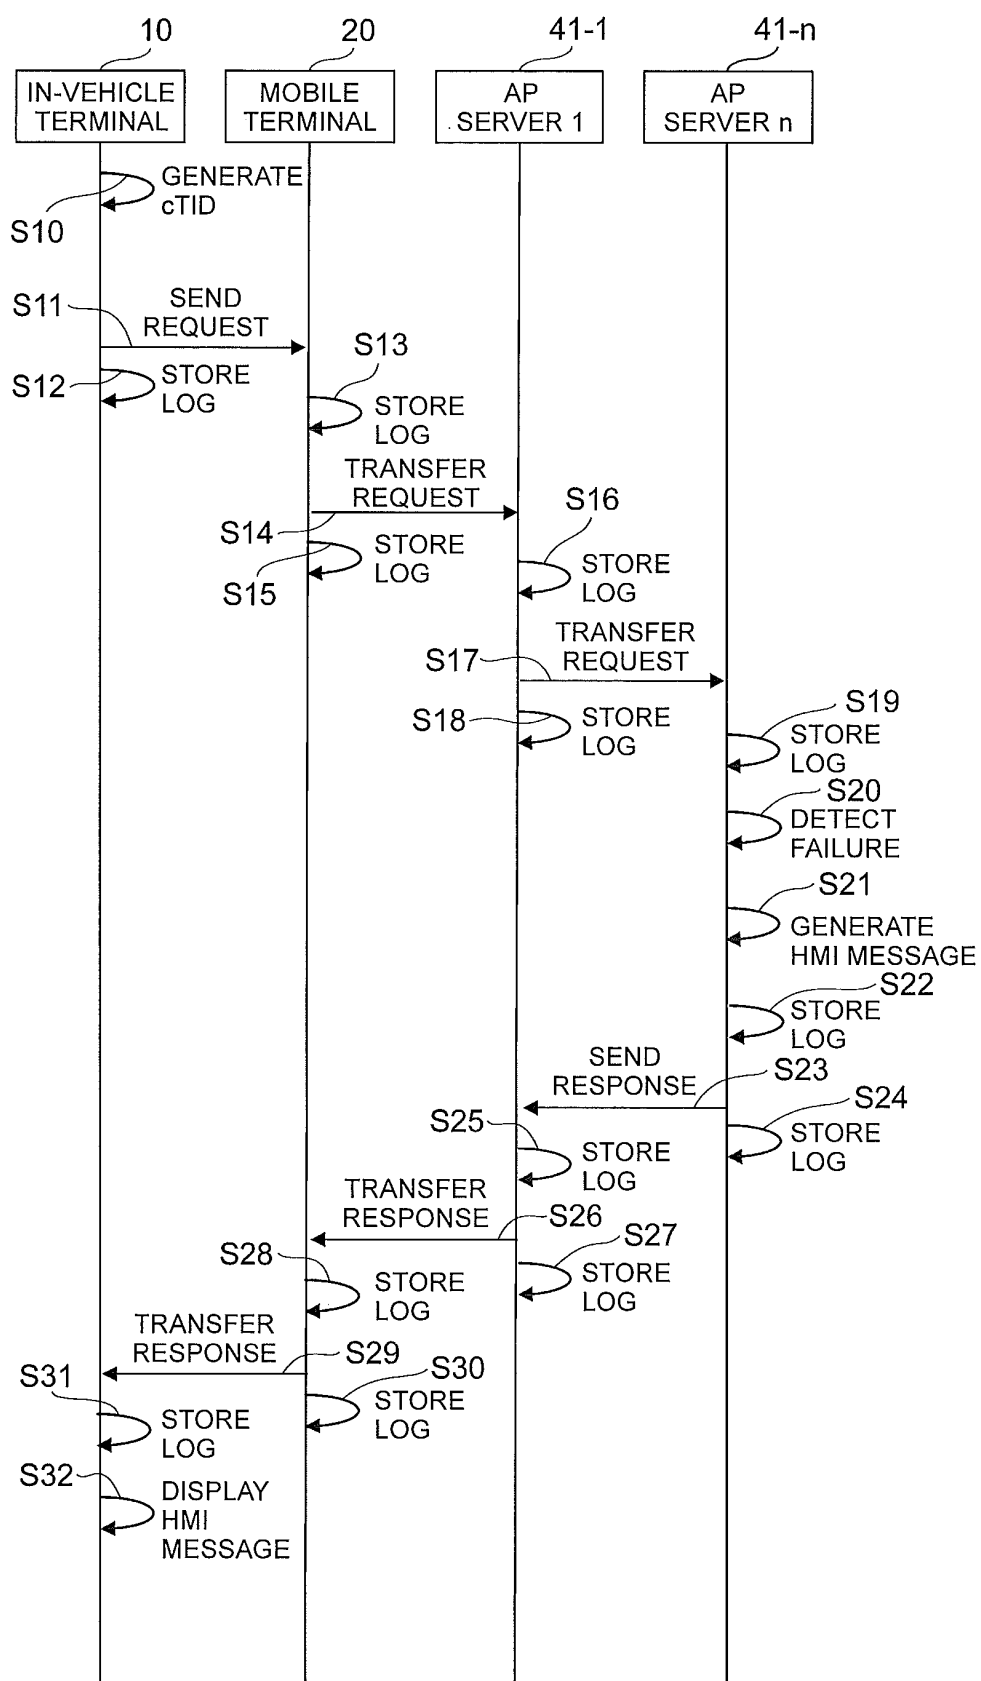 10
20
41-1
41-n
IN-VEHICLE
TERMINAL
MOBILE
TERMINAL
AP
SERVER 1
AP
SERVER n
GENERATE
cTID
S10
S11
SEND
REQUEST
S12
STORE
LOG
S13
STORE
LOG
TRANSFER
REQUEST
S14
S15
STORE
LOG
S16
STORE
LOG
TRANSFER
REQUEST
S17
S18
STORE
LOG
S19
STORE
LOG
S20
DETECT
FAILURE
S21
GENERATE
HMI MESSAGE
S22
STORE
LOG
SEND
RESPONSE
S23
S24
STORE
LOG
S25
STORE
LOG
TRANSFER
RESPONSE
S26
S27
STORE
LOG
S28
STORE
LOG
TRANSFER
RESPONSE
S29
S30
STORE
LOG
S31
STORE
LOG
S32
DISPLAY
HMI
MESSAGE